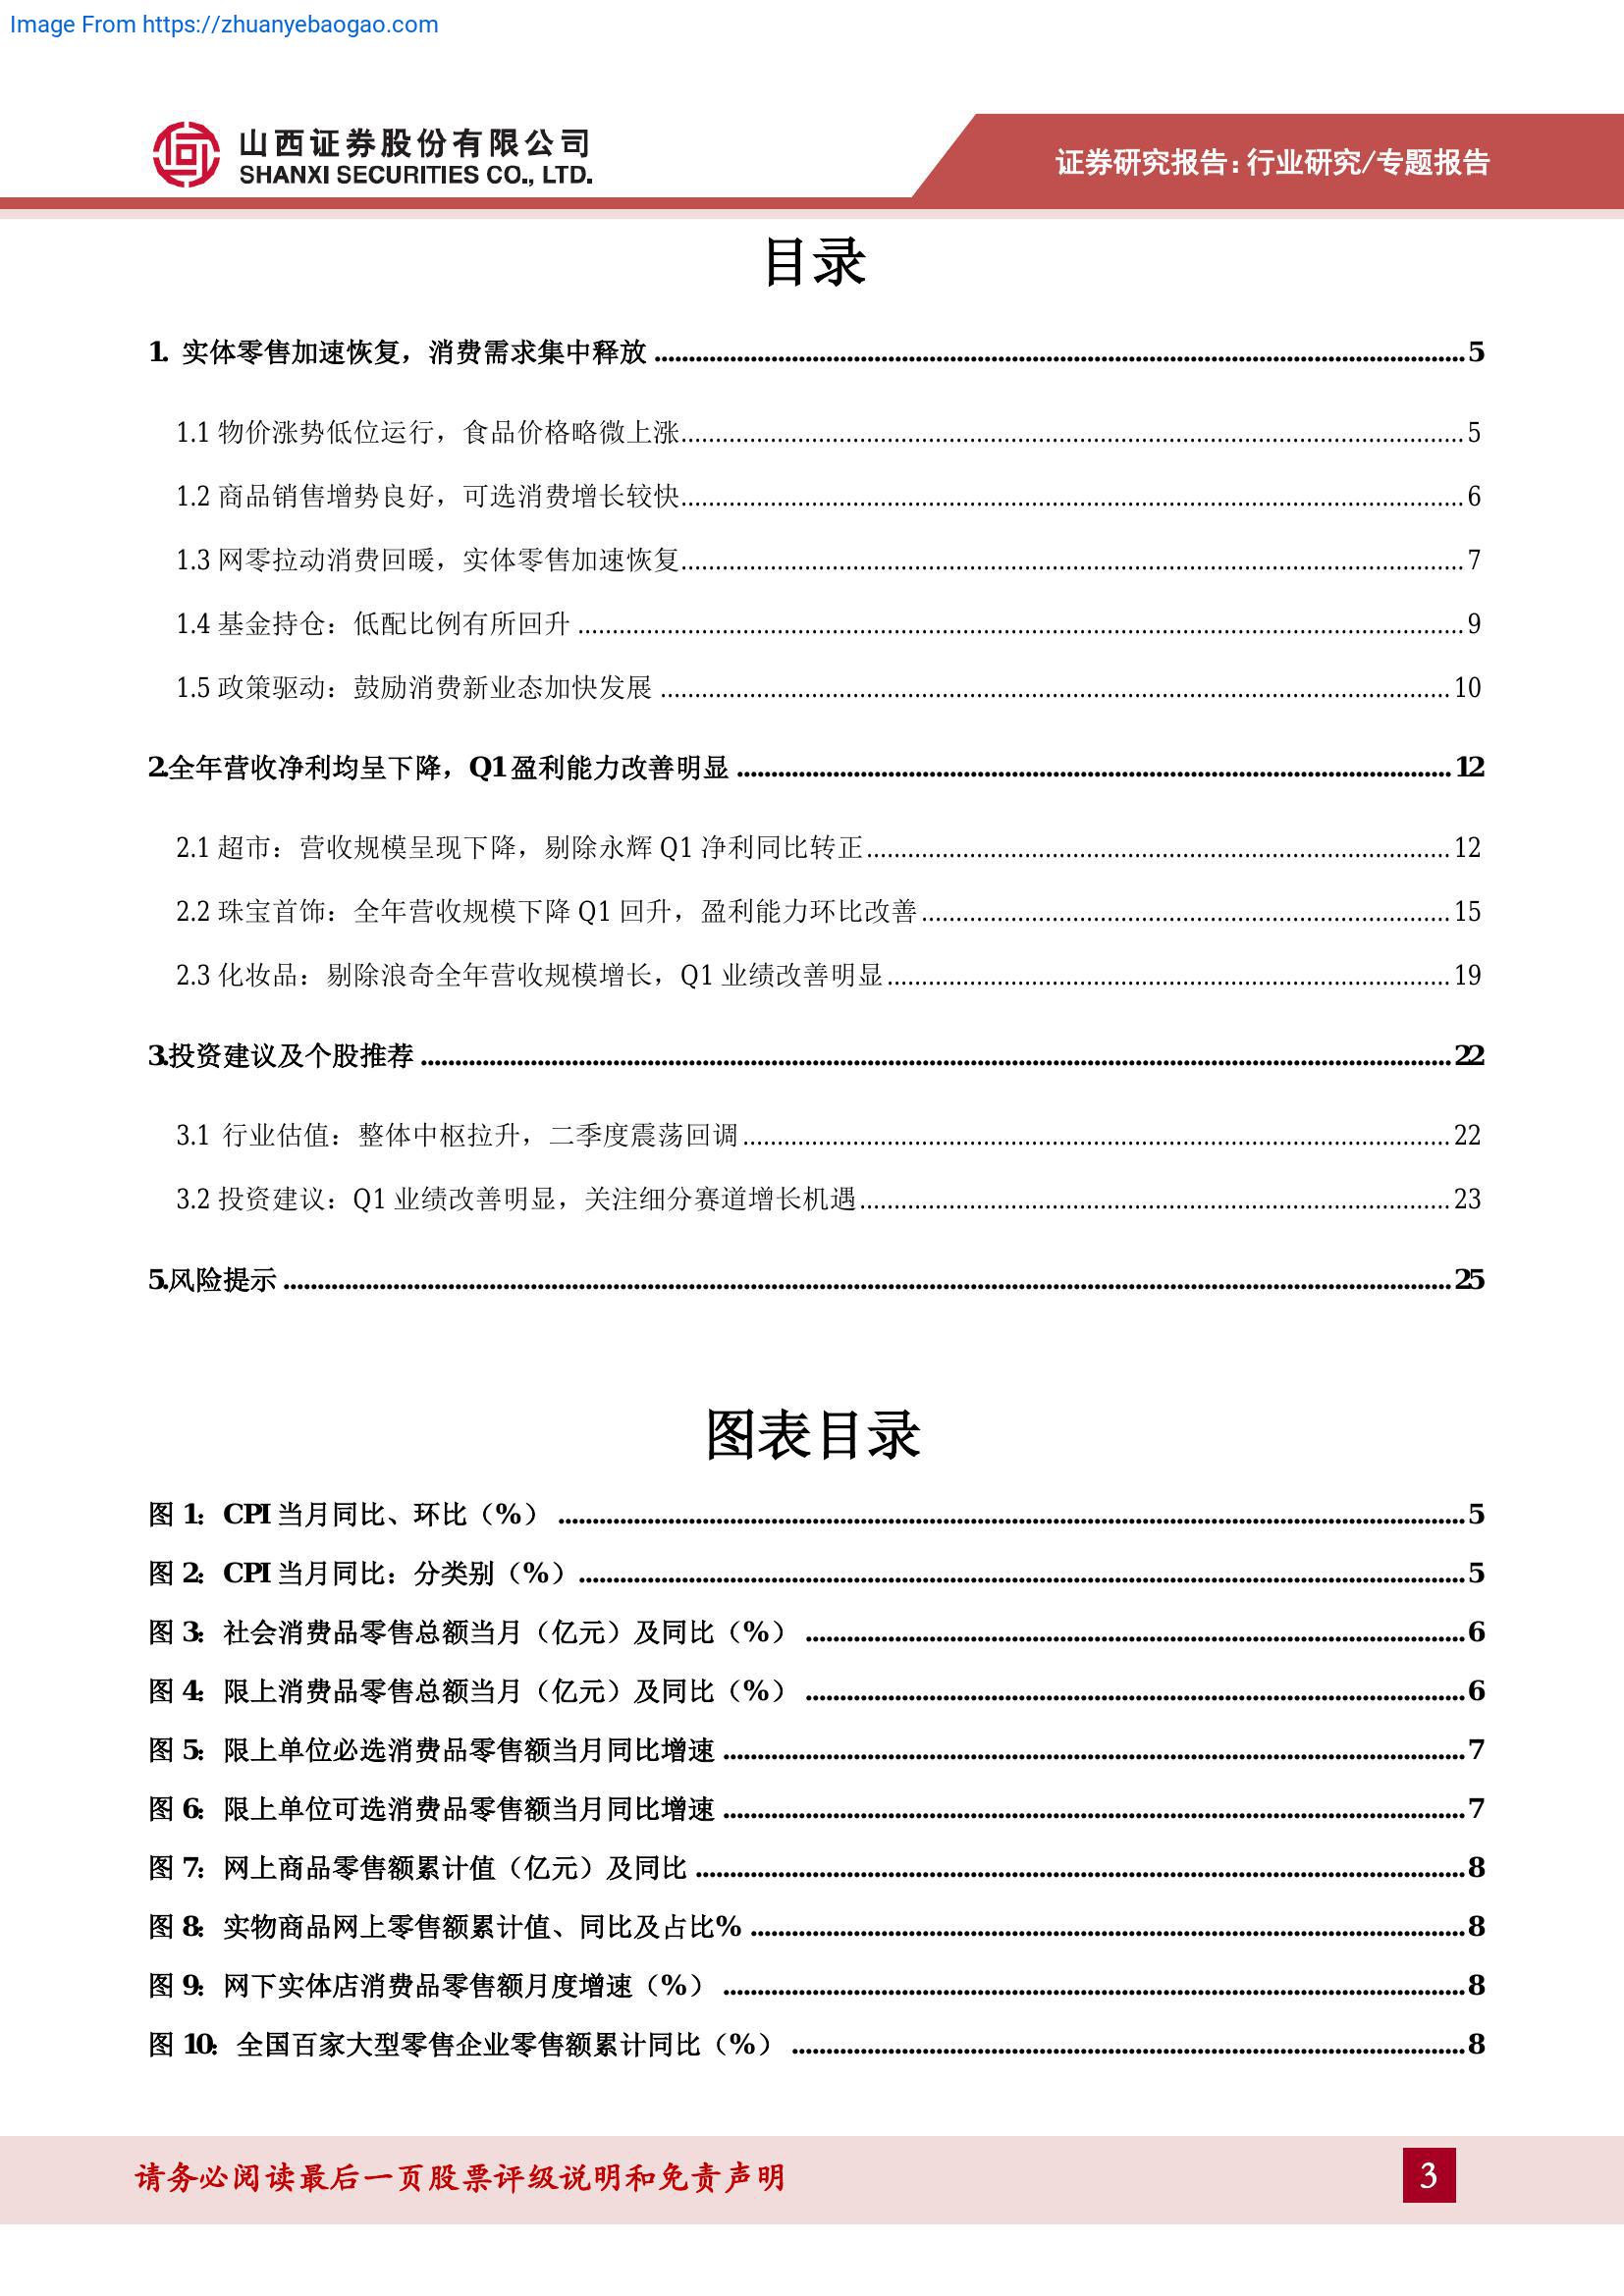 Image From https://zhuanyebaogao.com
山西证券股份有限公司
SHANXI SECURITIES CO., LTD.
证券研究报告:行业研究/专题报告
目录
1. 实体零售加速恢复，消费需求集中释放 5
1.1 物价涨势低位运行，食品价格略微上涨 5
1.2 商品销售增势良好，可选消费增长较快 6
1.3 网零拉动消费回暖，实体零售加速恢复 7
1.4 基金持仓：低配比例有所回升 9
1.5 政策驱动：鼓励消费新业态加快发展 10
2.全年营收净利均呈下降，Q1 盈利能力改善明显 12
2.1 超市：营收规模呈现下降，剔除永辉 Q1 净利同比转正 12
2.2 珠宝首饰：全年营收规模下降 Q1 回升，盈利能力环比改善 15
2.3 化妆品：剔除浪奇全年营收规模增长，Q1 业绩改善明显 19
3.投资建议及个股推荐 22
3.1 行业估值：整体中枢拉升，二季度震荡回调 22
3.2 投资建议：Q1 业绩改善明显，关注细分赛道增长机遇 23
5.风险提示 25
图表目录
图 1：CPI 当月同比、环比（%） 5
图 2：CPI 当月同比：分类别（%） 5
图 3：社会消费品零售总额当月（亿元）及同比（%） 6
图 4：限上消费品零售总额当月（亿元）及同比（%） 6
图 5：限上单位必选消费品零售额当月同比增速 7
图 6：限上单位可选消费品零售额当月同比增速 7
图 7：网上商品零售额累计值（亿元）及同比 8
图 8：实物商品网上零售额累计值、同比及占比% 8
图 9：网下实体店消费品零售额月度增速（%） 8
图 10：全国百家大型零售企业零售额累计同比（%） 8
请务必阅读最后一页股票评级说明和免责声明
3